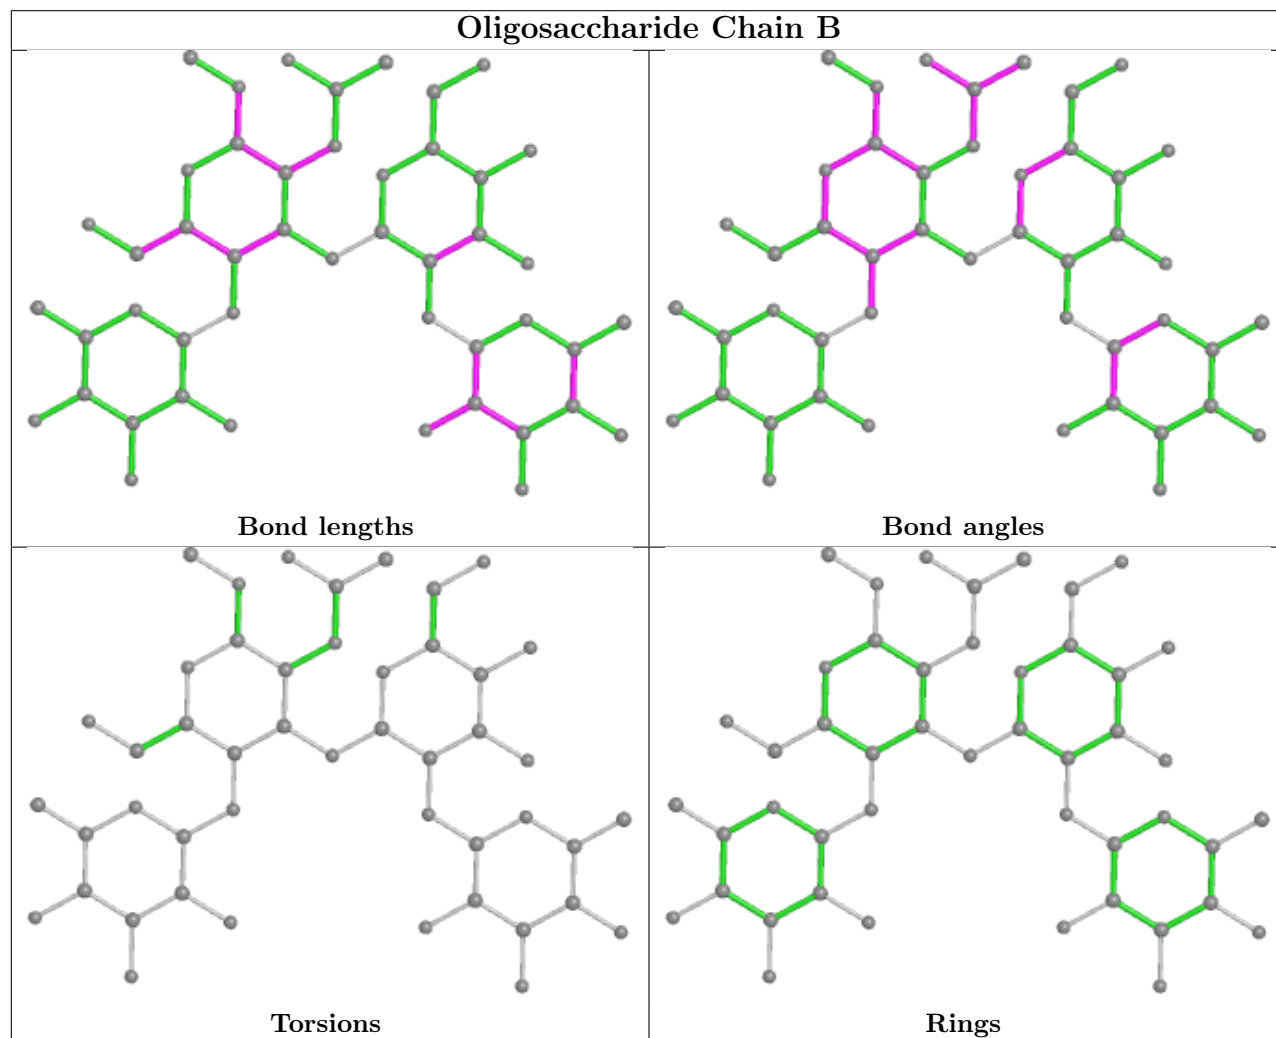 Oligosaccharide Chain B
Bond lengths
Bond angles
Torsions
Rings